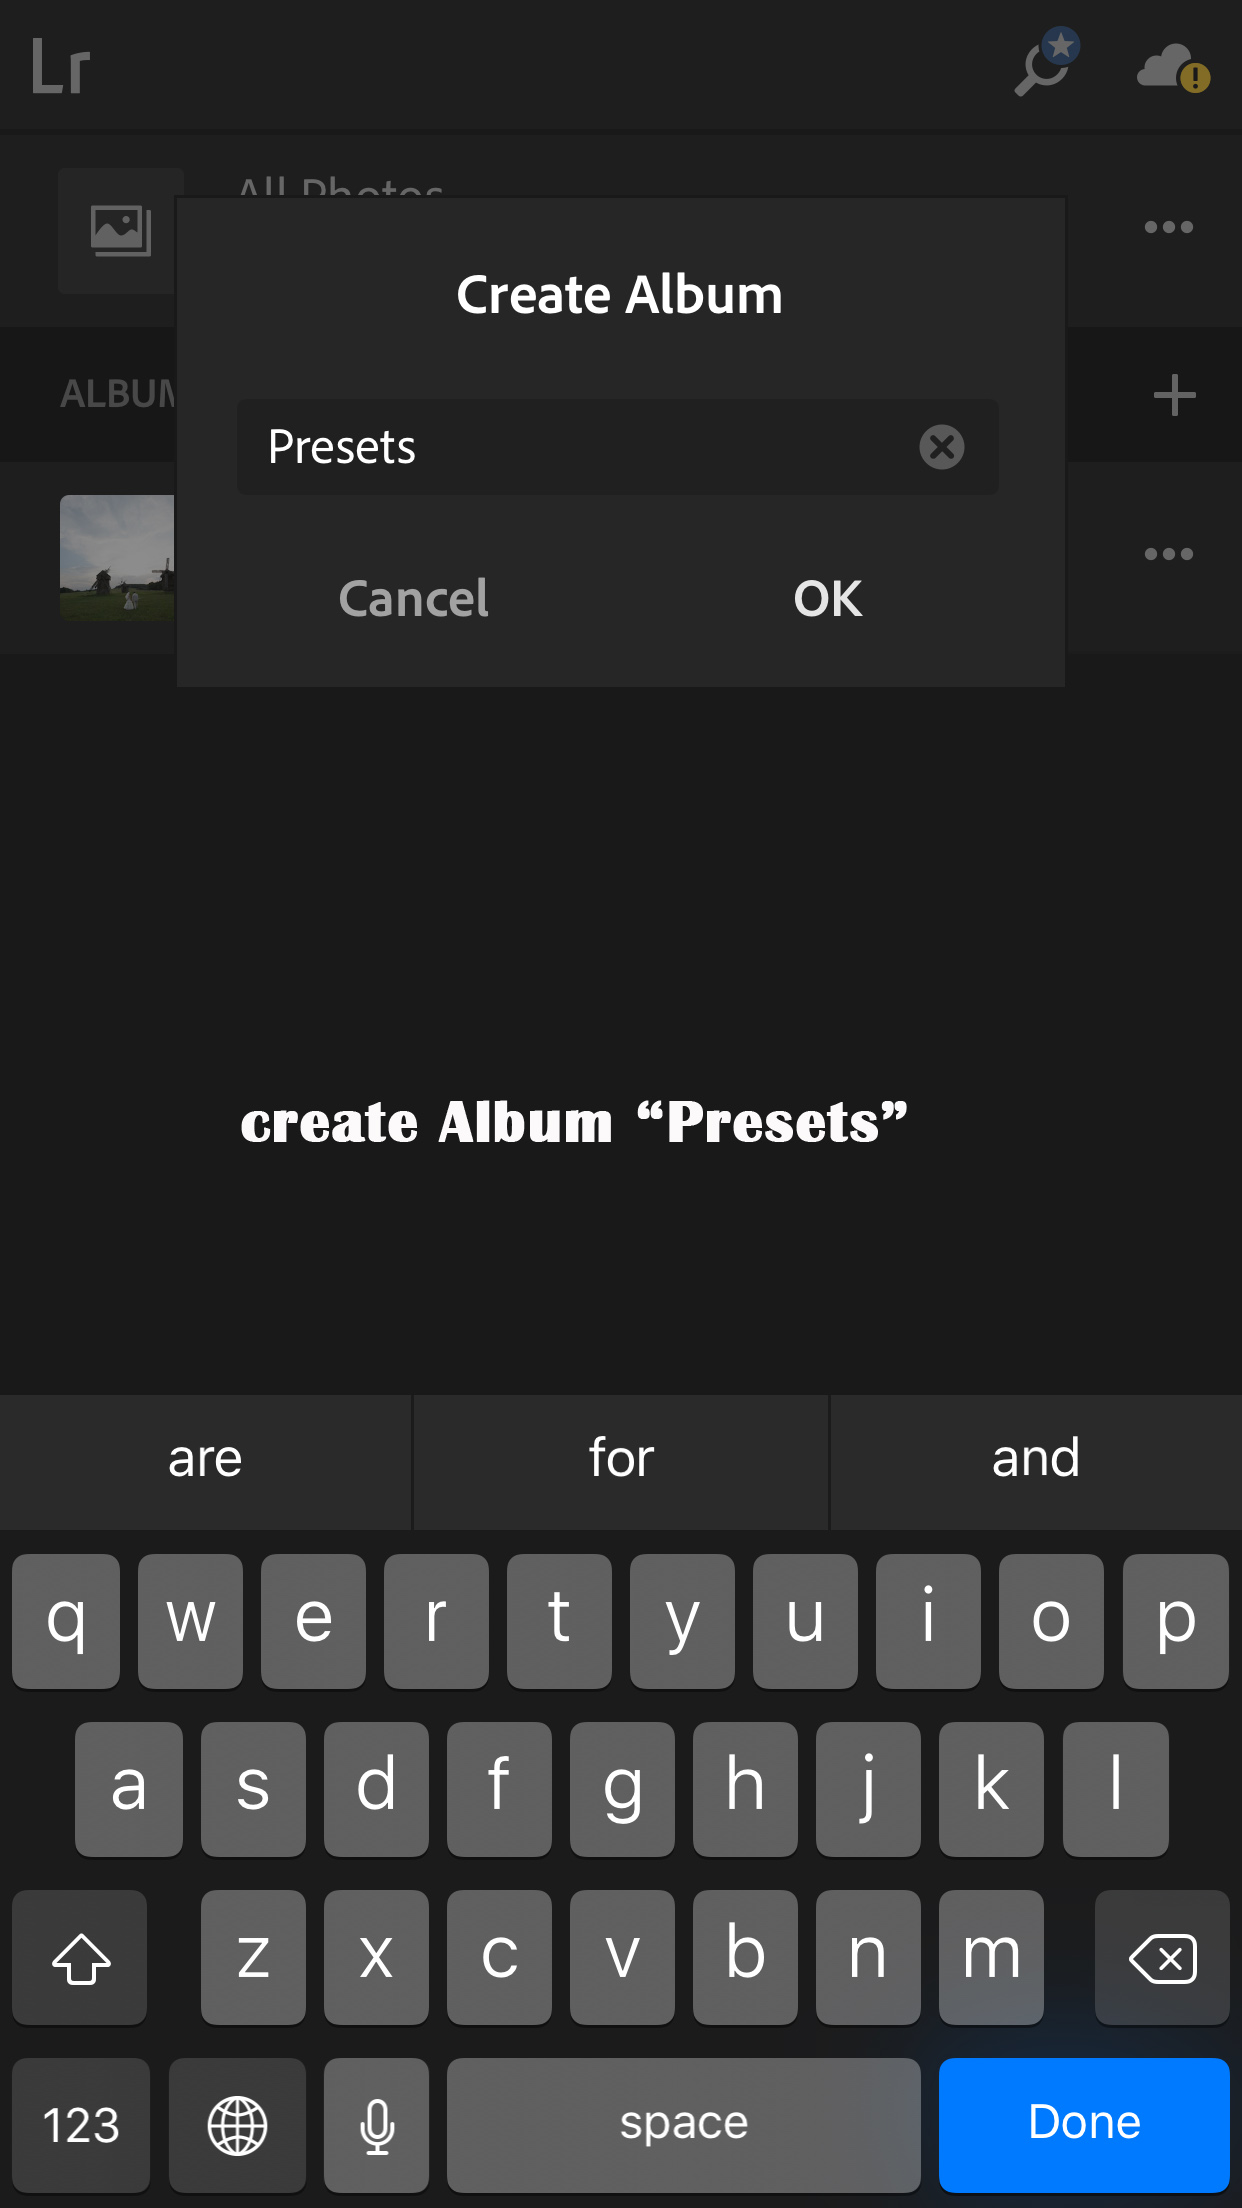 Lr
All Photos
Create Album
ALBUM
Presets
Cancel OK
create Album “Presets”
are for and
q w e r t y u i o p
a s d f g h j k l
z x c v b n m
123 space Done